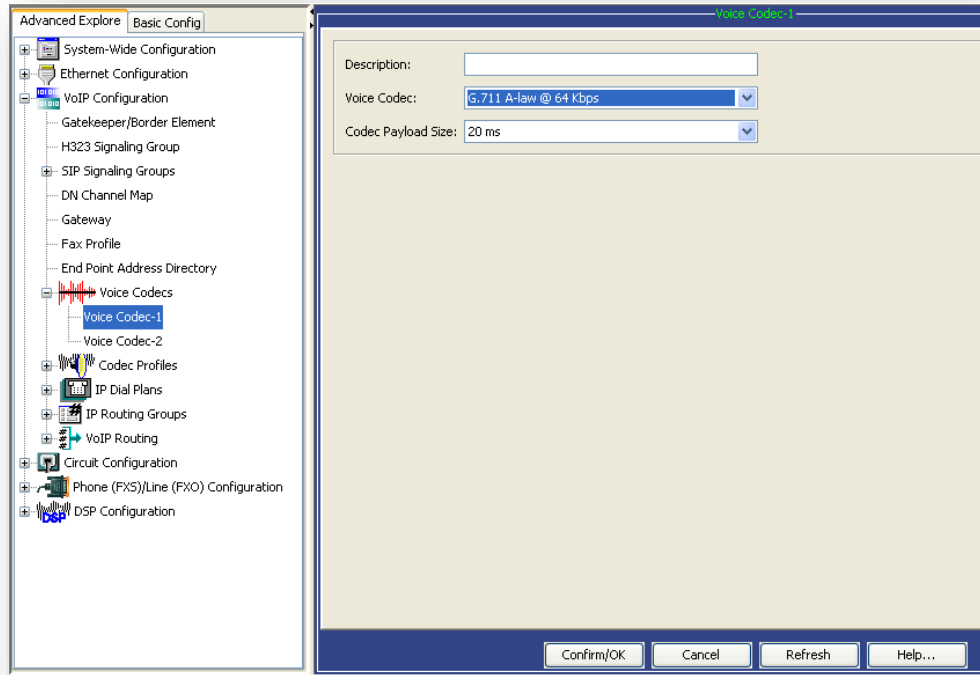 Advanced Explore Basic Config
System-Wide Configuration
Ethernet Configuration
VoIP Configuration
Gatekeeper/Border Element
H323 Signaling Group
SIP Signaling Groups
DN Channel Map
Gateway
Fax Profile
End Point Address Directory
Voice Codecs
Voice Codec-1
Voice Codec-2
Codec Profiles
IP Dial Plans
IP Routing Groups
VoIP Routing
Circuit Configuration
Phone (FXS)/Line (FXO) Configuration
DSP
DSP Configuration
Voice Codec-1
Description:
Voice Codec: G.711 A-law @ 64 Kbps
Codec Payload Size: 20 ms
Confirm/OK Cancel Refresh Help...